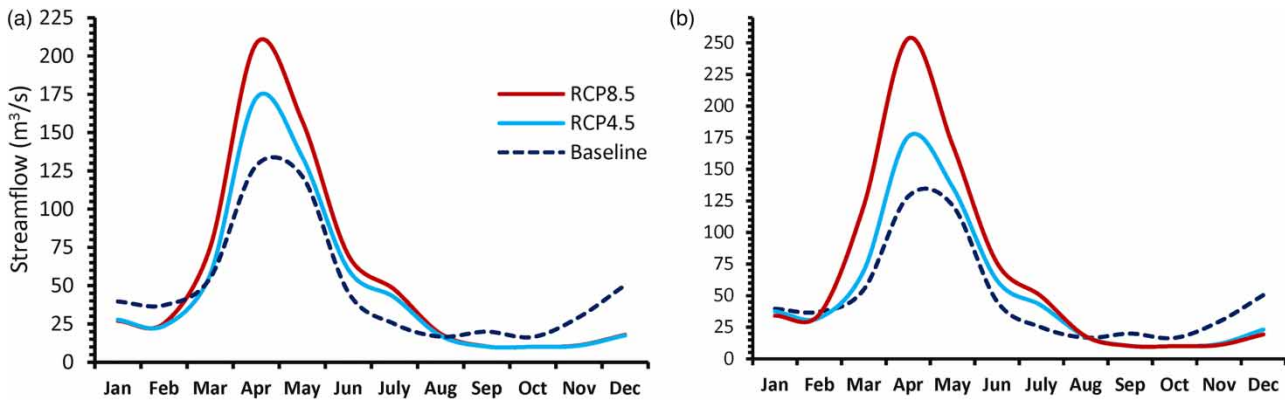 (a)
225
200
175
150
125
100
75
50
25
0
Streamflow (m³/s)
RCP8.5
RCP4.5
Baseline
Jan Feb Mar Apr May Jun July Aug Sep Oct Nov Dec
(b)
250
225
200
175
150
125
100
75
50
25
0
Jan Feb Mar Apr May Jun July Aug Sep Oct Nov Dec